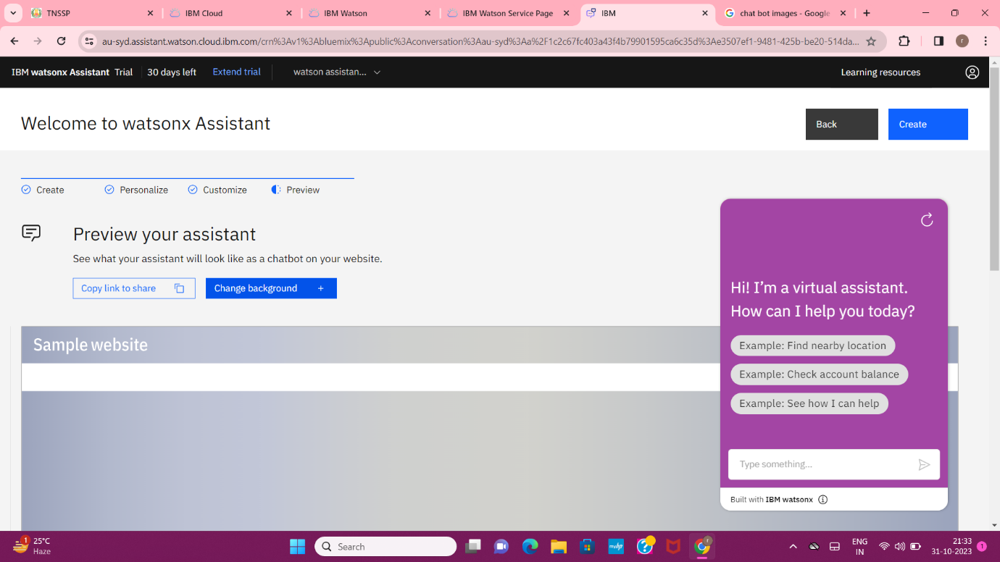 TNSSP
IBM Cloud
IBM Watson
IBM Watson Service Page
IBM
chat bot images - Google
au-syd.assistant.watson.cloud.ibm.com/crn%3Av1%3Abluemix%3Apublic%3Aconversation%3Aau-syd%3Aa%2F1c2c67fc403a43f4b79901595ca6c35d%3Ae3507ef1-9481-425b-be20-514da...
r
IBM watsonx Assistant Trial 30 days left Extend trial watson assistan...
Learning resources
Welcome to watsonx Assistant
Back
Create
Create
Personalize
Customize
Preview
Preview your assistant
See what your assistant will look like as a chatbot on your website.
Copy link to share
Change background +
Sample website
Hi! I'm a virtual assistant.
How can I help you today?
Example: Find nearby location
Example: Check account balance
Example: See how I can help
Type something...
Built with IBM watsonx
1
25°C
Haze
Search
myhp
r
ENG
IN
21:33
31-10-2023
1